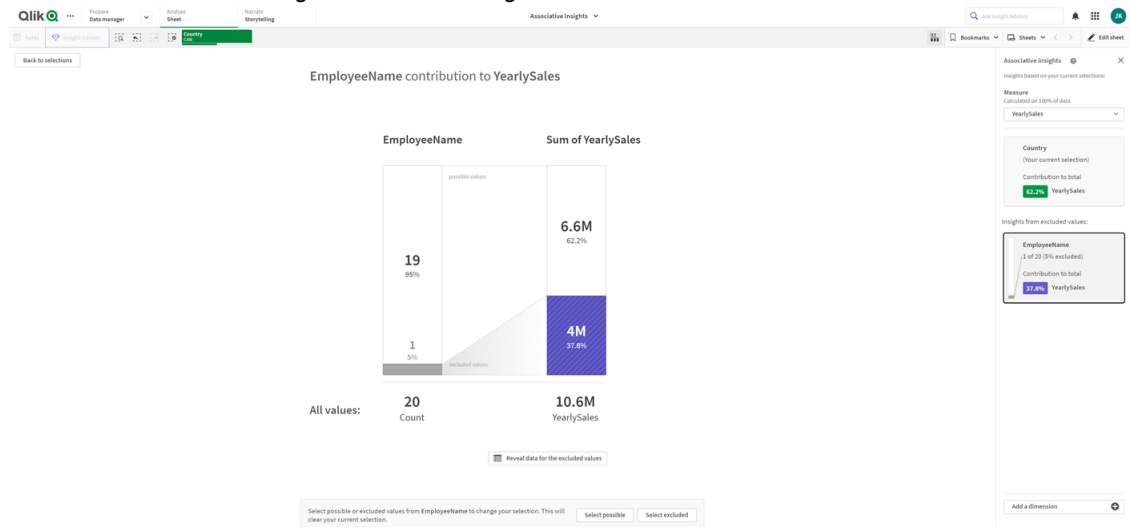 Qlik
Prepare
Data manager
Analyze
Sheet
Narrate
Storytelling
Associative Insights
Ask Insight Advisor
JK
Notes
Insight Advisor
Country
CAN
Bookmarks
Sheets
Edit sheet
Back to selections
EmployeeName contribution to YearlySales
EmployeeName
Sum of YearlySales
possible values
6.6M
62.2%
19
95%
4M
37.8%
1
5%
excluded values
All values:
20
Count
10.6M
YearlySales
Reveal data for the excluded values
Select possible or excluded values from EmployeeName to change your selection. This will
clear your current selection.
Select possible
Select excluded
Associative insights
Insights based on your current selections:
Measure
Calculated on 100% of data
YearlySales
Country
(Your current selection)
Contribution to total
62.2% YearlySales
Insights from excluded values:
EmployeeName
1 of 20 (5% excluded)
Contribution to total
37.8% YearlySales
Add a dimension